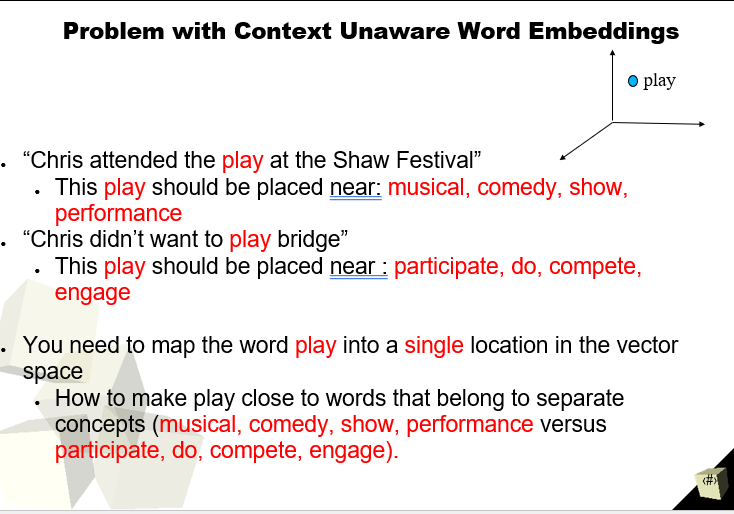 Problem with Context Unaware Word Embeddings
play
• “Chris attended the play at the Shaw Festival”
• This play should be placed near: musical, comedy, show,
performance
• “Chris didn’t want to play bridge”
• This play should be placed near : participate, do, compete,
engage
• You need to map the word play into a single location in the vector
space
• How to make play close to words that belong to separate
concepts (musical, comedy, show, performance versus
participate, do, compete, engage).
‹#›